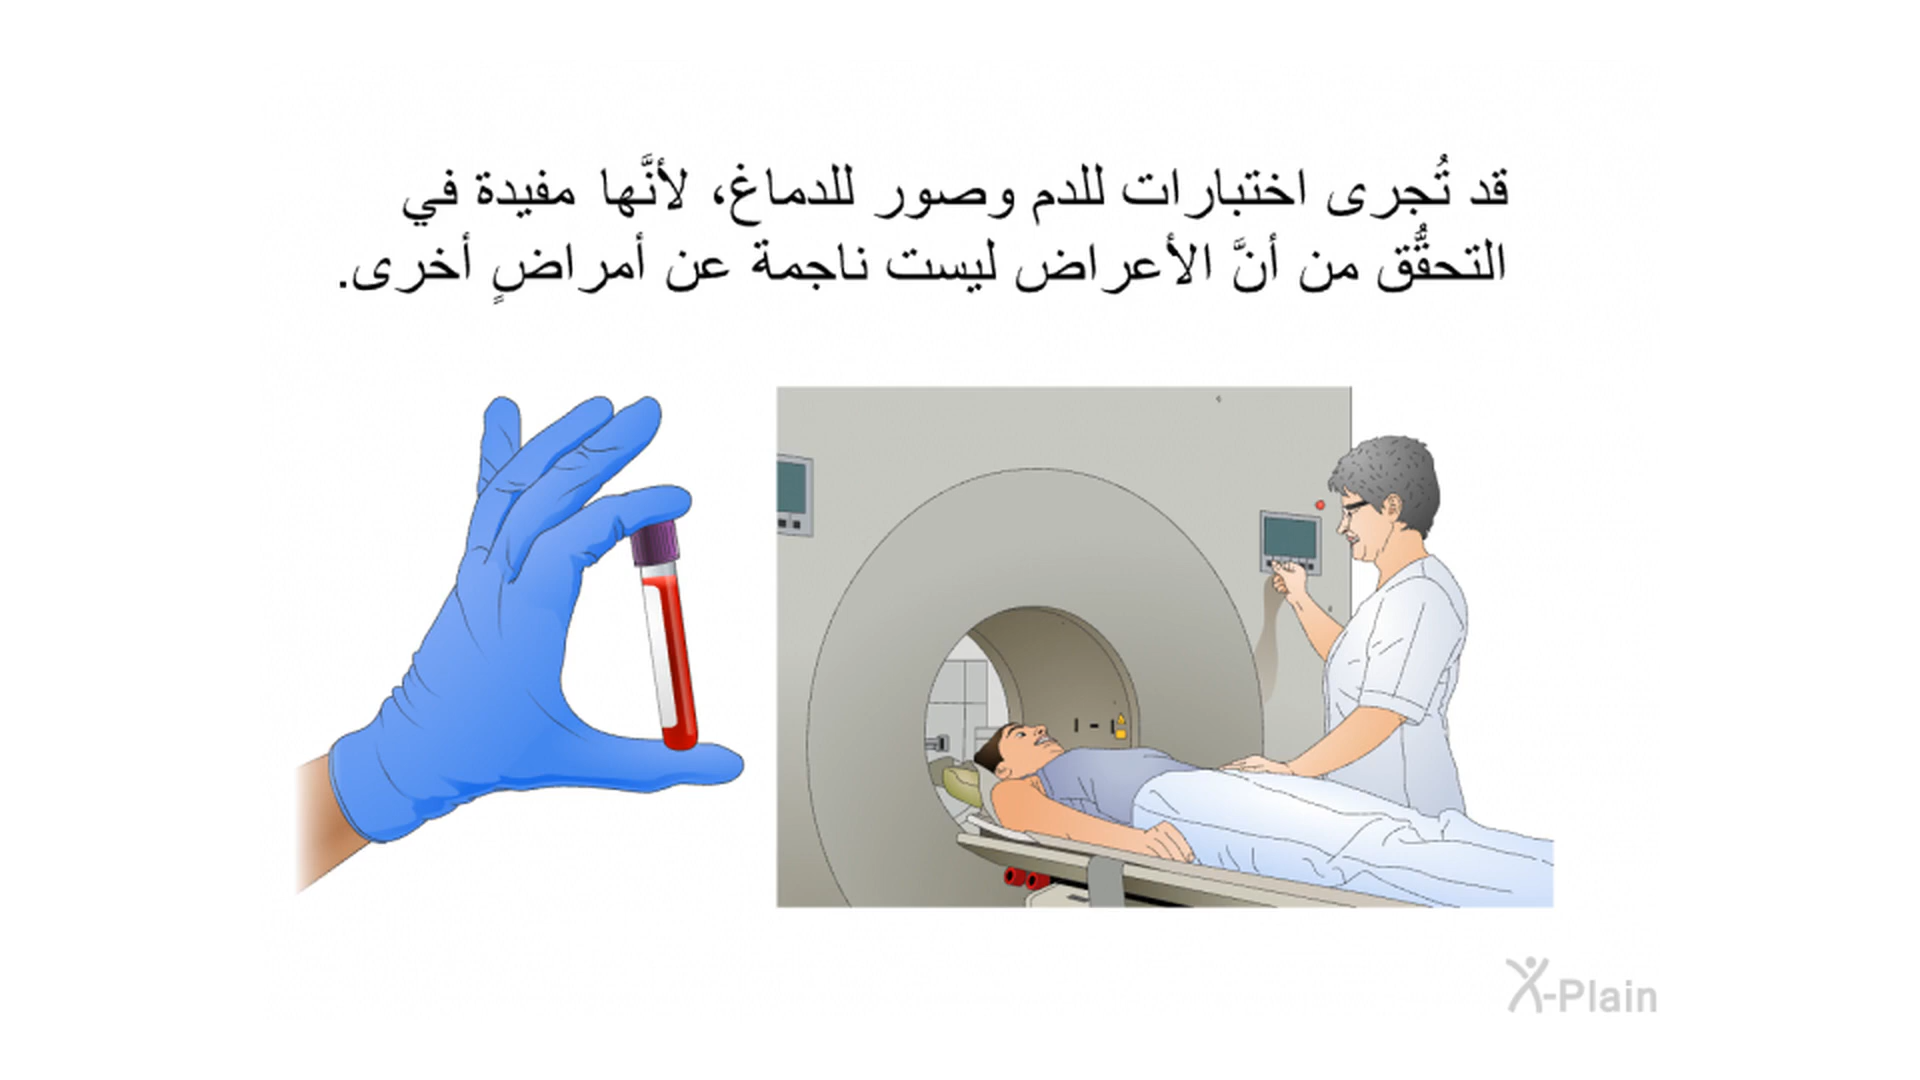 قد تُجرى اختبارات للدم وصور للدماغ، لأنَّها مفيدة في
التحقُّق من أنَّ الأعراض ليست ناجمة عن أمراضٍ أخرى.
X-Plain